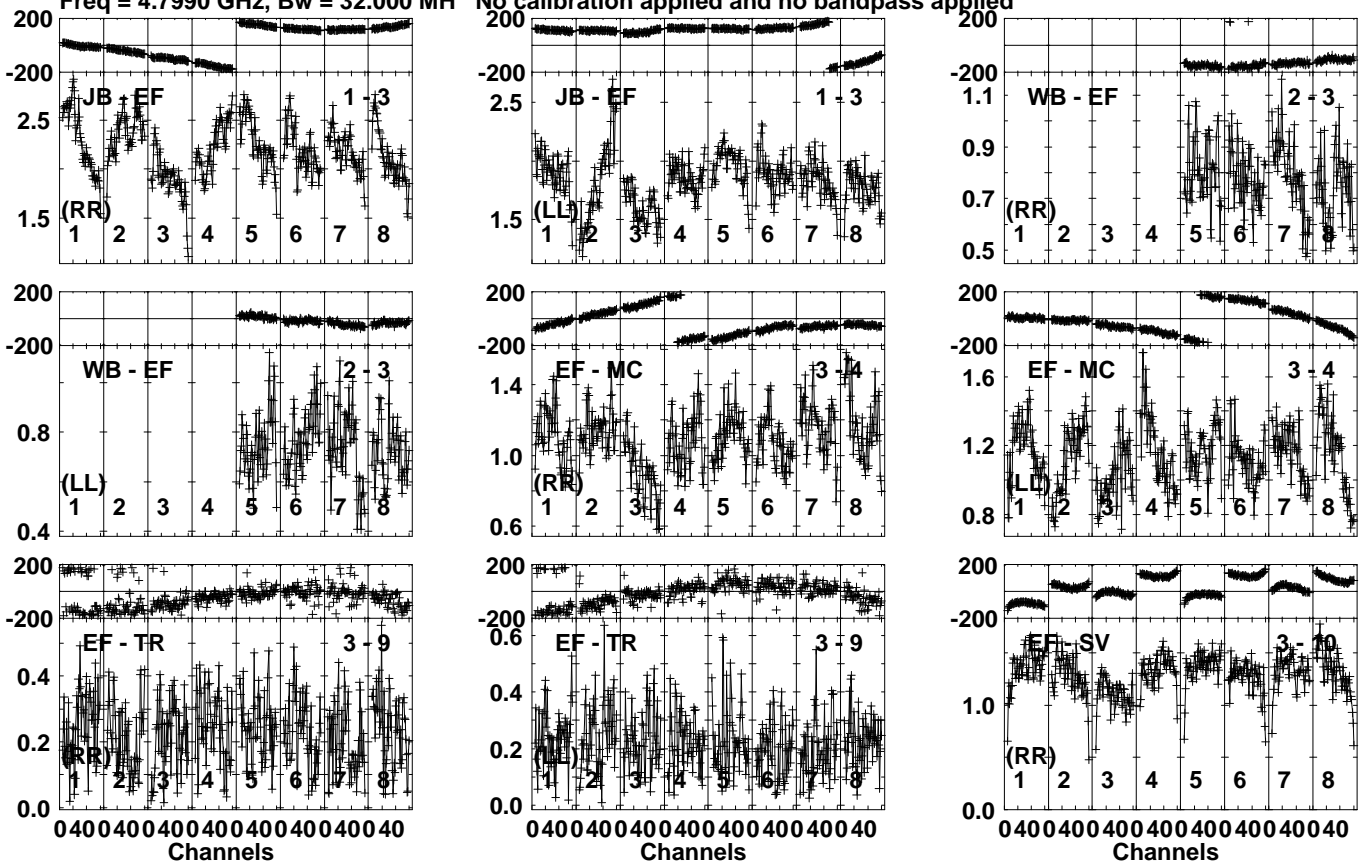 Freq = 4.7990 GHz, Bw = 32.000 MH No calibration applied and no bandpass applied
200
-200
JB - EF 1 - 3
2.5
1.5
(RR)
1 2 3 4 5 6 7 8
JB - EF 1 - 3
2.5
1.5
(LL)
1 2 3 4 5 6 7 8
200
-200
WB - EF 2 - 3
1.1
0.9
0.7
0.5
(RR)
1 2 3 4 5 6 7 8
200
-200
WB - EF 2 - 3
0.8
0.4
(LL)
1 2 3 4 5 6 7 8
200
-200
EF - MC 3 - 4
1.4
1.0
0.6
(RR)
1 2 3 4 5 6 7 8
200
-200
EF - MC 3 - 4
1.6
1.2
0.8
(LL)
1 2 3 4 5 6 7 8
200
-200
EF - TR 3 - 9
0.4
0.2
0.0
(RR)
1 2 3 4 5 6 7 8
0 40 0 40 0 40 0 40 0 40 0 40 0 40 0 40
Channels
200
-200
EF - TR 3 - 9
0.6
0.4
0.2
0.0
(LL)
1 2 3 4 5 6 7 8
0 40 0 40 0 40 0 40 0 40 0 40 0 40 0 40
Channels
200
-200
EF - SV 3 - 10
1.0
0.0
(RR)
1 2 3 4 5 6 7 8
0 40 0 40 0 40 0 40 0 40 0 40 0 40 0 40
Channels